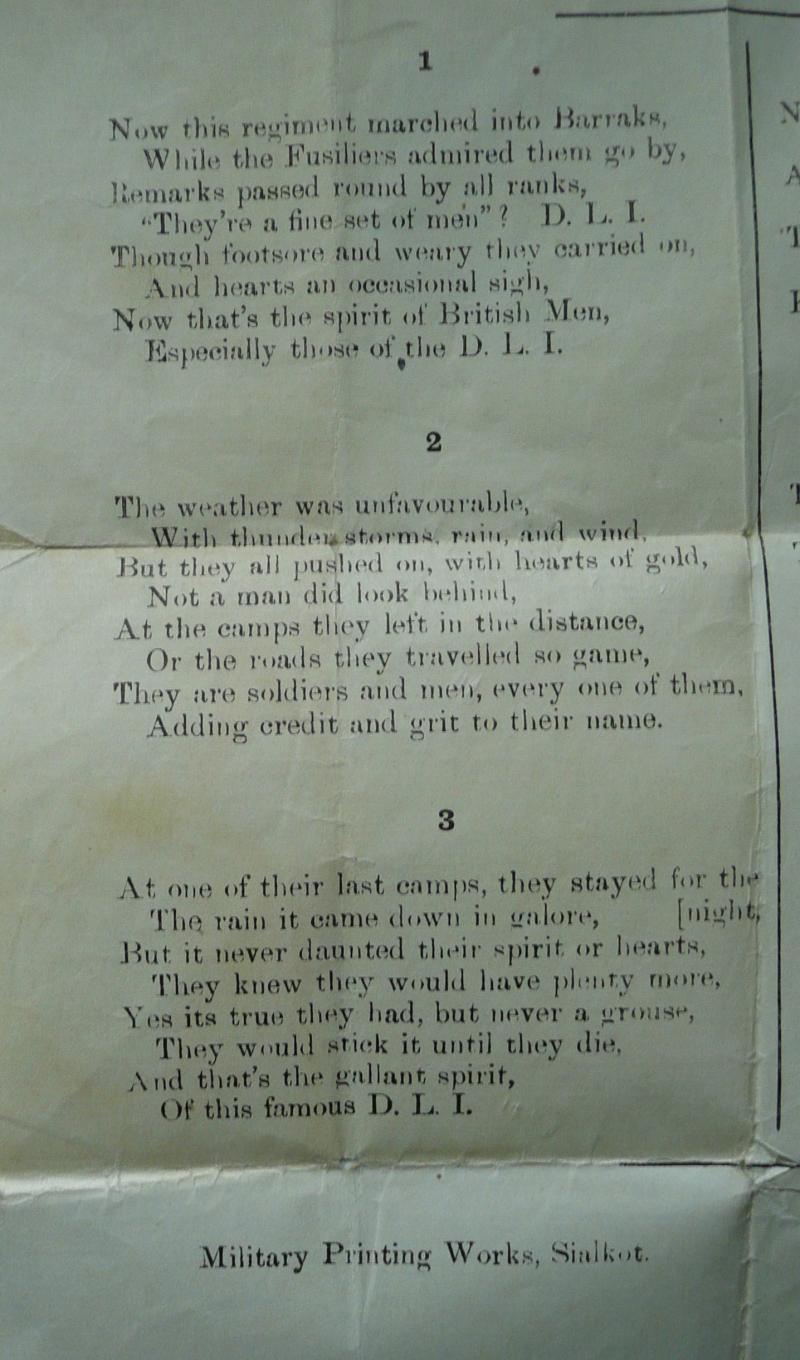 1
Now this regiment marched into Barraks,
While the Fusiliers admired them go by,
Remarks passed round by all ranks,
"They're a fine set of men" ? D. L. I.
Though footsore and weary they carried on,
And hearts an occasional sigh,
Now that's the spirit of British Men,
Especially those of the D. L. I.
2
The weather was unfavourable,
With thunder storms, rain, and wind,
But they all pushed on, with hearts of gold,
Not a man did look behind,
At the camps they left in the distance,
Or the roads they travelled so game,
They are soldiers and men, every one of them,
Adding credit and grit to their name.
3
At one of their last camps, they stayed for the
The rain it came down in galore, [night,
But it never daunted their spirit or hearts,
They knew they would have plenty more,
Yes its true they had, but never a grouse,
They would stick it until they die,
And that's the gallant spirit,
Of this famous D. L. I.
Military Printing Works, Sialkot.